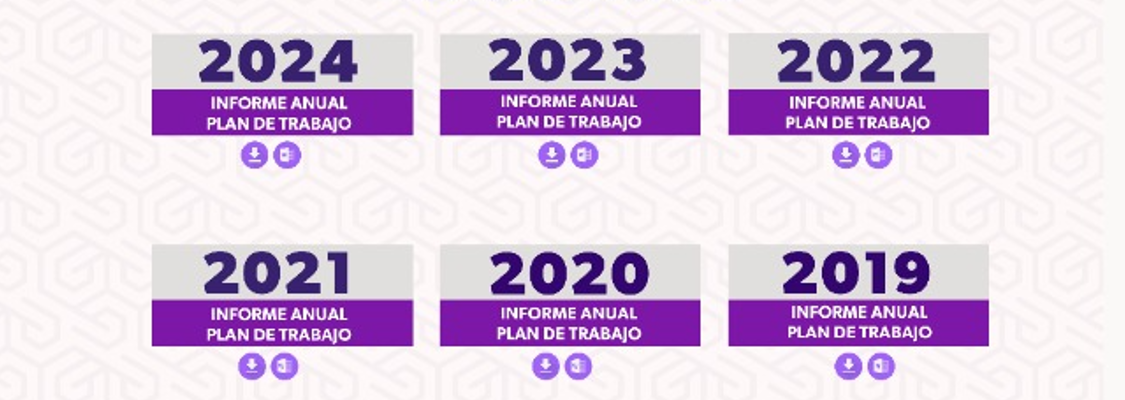 2024
INFORME ANUAL
PLAN DE TRABAJO
2023
INFORME ANUAL
PLAN DE TRABAJO
2022
INFORME ANUAL
PLAN DE TRABAJO
2021
INFORME ANUAL
PLAN DE TRABAJO
2020
INFORME ANUAL
PLAN DE TRABAJO
2019
INFORME ANUAL
PLAN DE TRABAJO